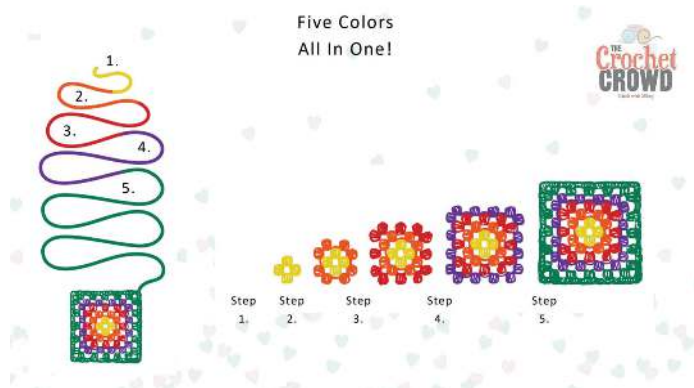 Five Colors
All In One!
THE
Crochet
CROWD
1.
2.
3.
4.
5.
Step Step Step Step Step
1. 2. 3. 4. 5.